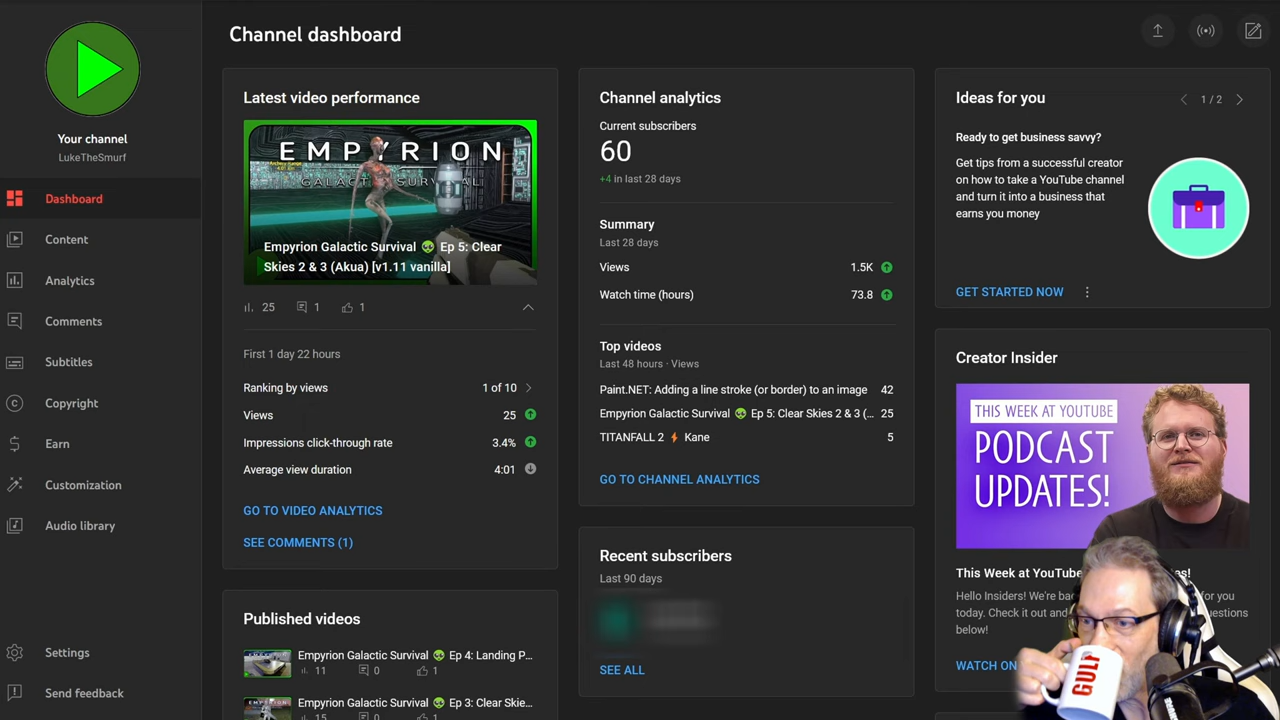 Your channel
LukeTheSmurf
Dashboard
Content
Analytics
Comments
Subtitles
Copyright
Earn
Customization
Audio library
Settings
Send feedback
Channel dashboard
Latest video performance
EMPYRION
GALACTIC SURVIVAL
Empyrion Galactic Survival 👽 Ep 5: Clear
Skies 2 & 3 (Akua) [v1.11 vanilla]
25 1 1
First 1 day 22 hours
Ranking by views 1 of 10
Views 25
Impressions click-through rate 3.4%
Average view duration 4:01
GO TO VIDEO ANALYTICS
SEE COMMENTS (1)
Published videos
Empyrion Galactic Survival 👽 Ep 4: Landing P...
11 0 1
Empyrion Galactic Survival 👽 Ep 3: Clear Skie...
15 0 1
Channel analytics
Current subscribers
60
+4 in last 28 days
Summary
Last 28 days
Views 1.5K
Watch time (hours) 73.8
Top videos
Last 48 hours · Views
Paint.NET: Adding a line stroke (or border) to an image 42
Empyrion Galactic Survival 👽 Ep 5: Clear Skies 2 & 3 (... 25
TITANFALL 2 ⚡ Kane 5
GO TO CHANNEL ANALYTICS
Recent subscribers
Last 90 days
SEE ALL
Ideas for you
1 / 2
Ready to get business savvy?
Get tips from a successful creator
on how to take a YouTube channel
and turn it into a business that
earns you money
GET STARTED NOW
Creator Insider
THIS WEEK AT YOUTUBE
PODCAST
UPDATES!
This Week at YouTube
Hello Insiders! We're for you
today. Check it out and
below!
WATCH ON
GULF